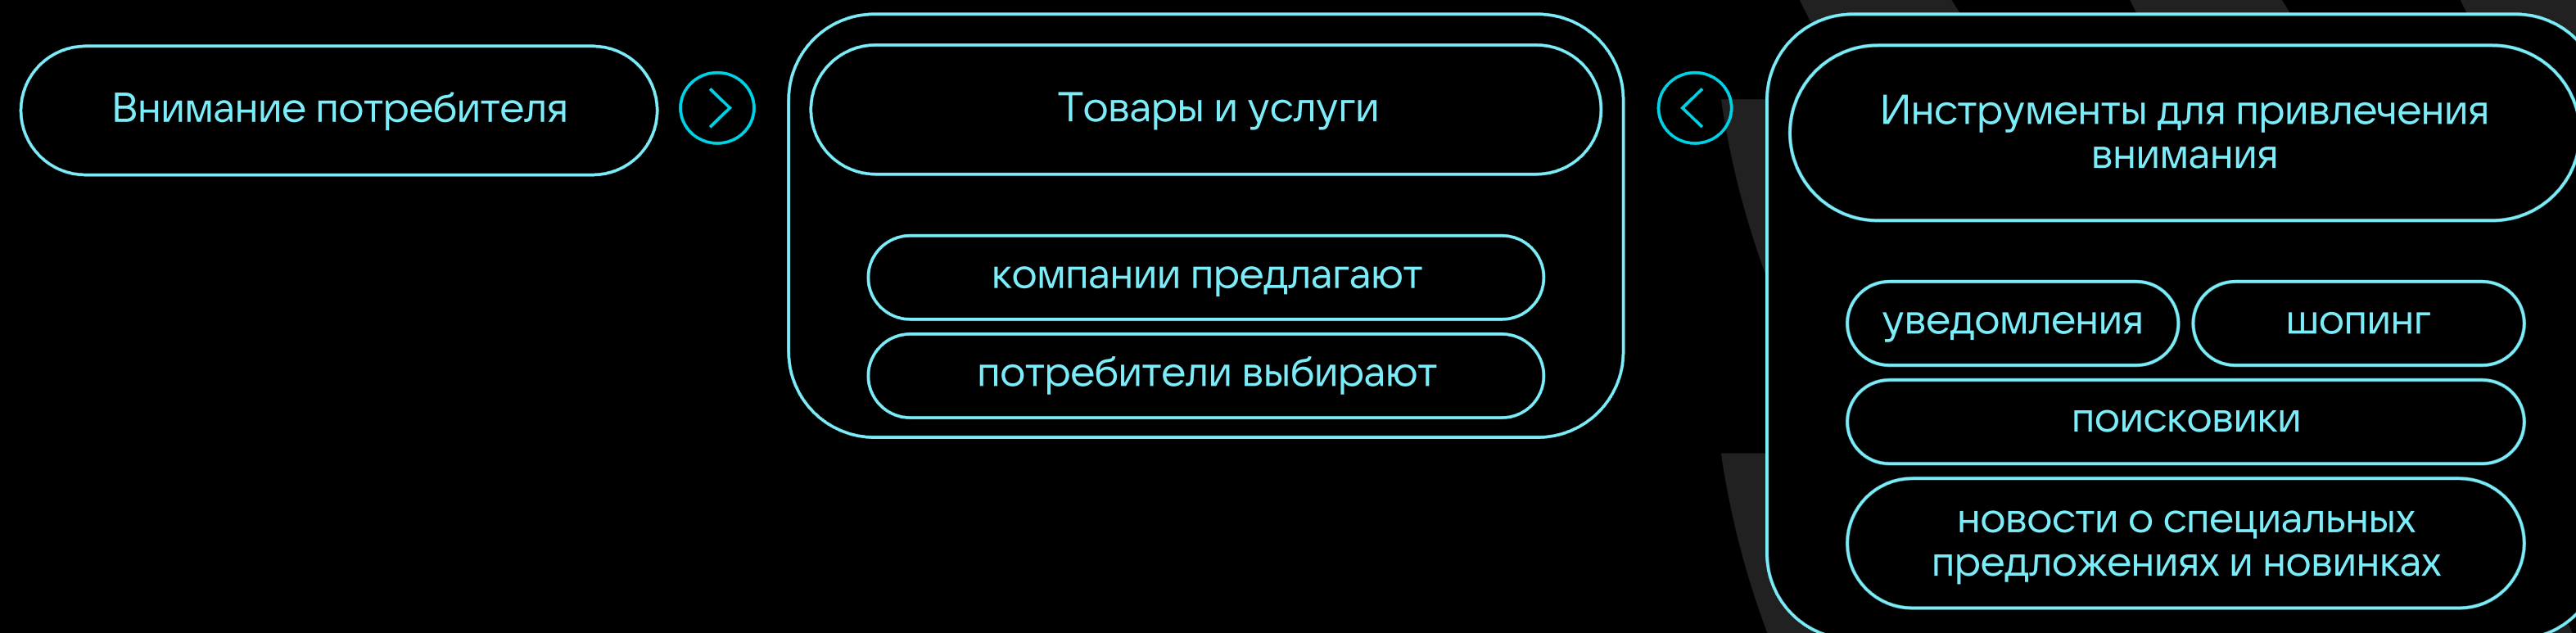 Внимание потребителя
Товары и услуги
компании предлагают
потребители выбирают
Инструменты для привлечения
внимания
уведомления
шопинг
поисковики
новости о специальных
предложениях и новинках